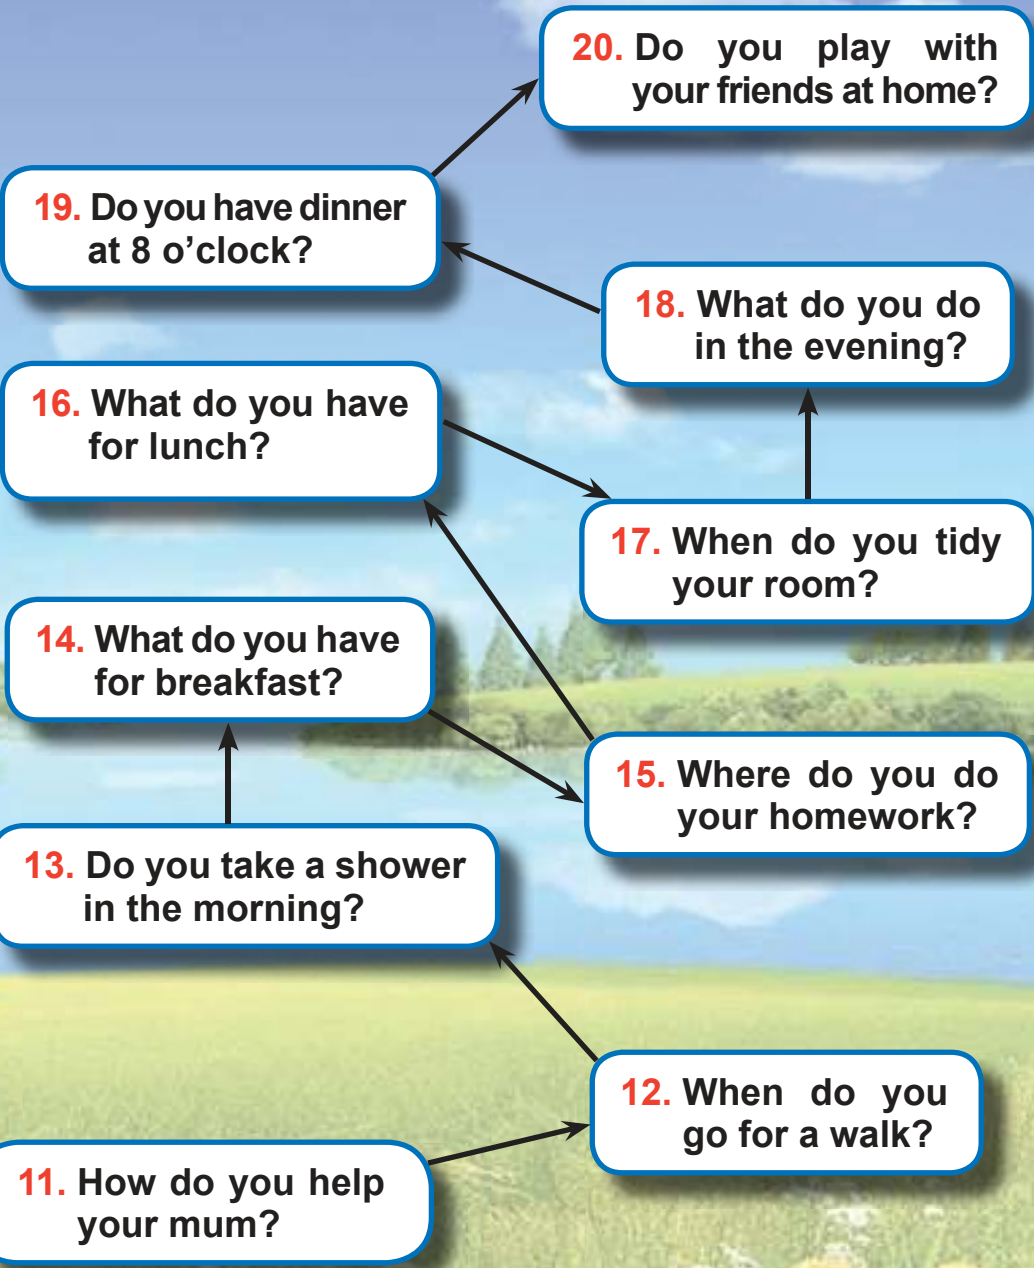 20. Do you play with
your friends at home?
19. Do you have dinner
at 8 o’clock?
18. What do you do
in the evening?
16. What do you have
for lunch?
17. When do you tidy
your room?
14. What do you have
for breakfast?
15. Where do you do
your homework?
13. Do you take a shower
in the morning?
12. When do you
go for a walk?
11. How do you help
your mum?